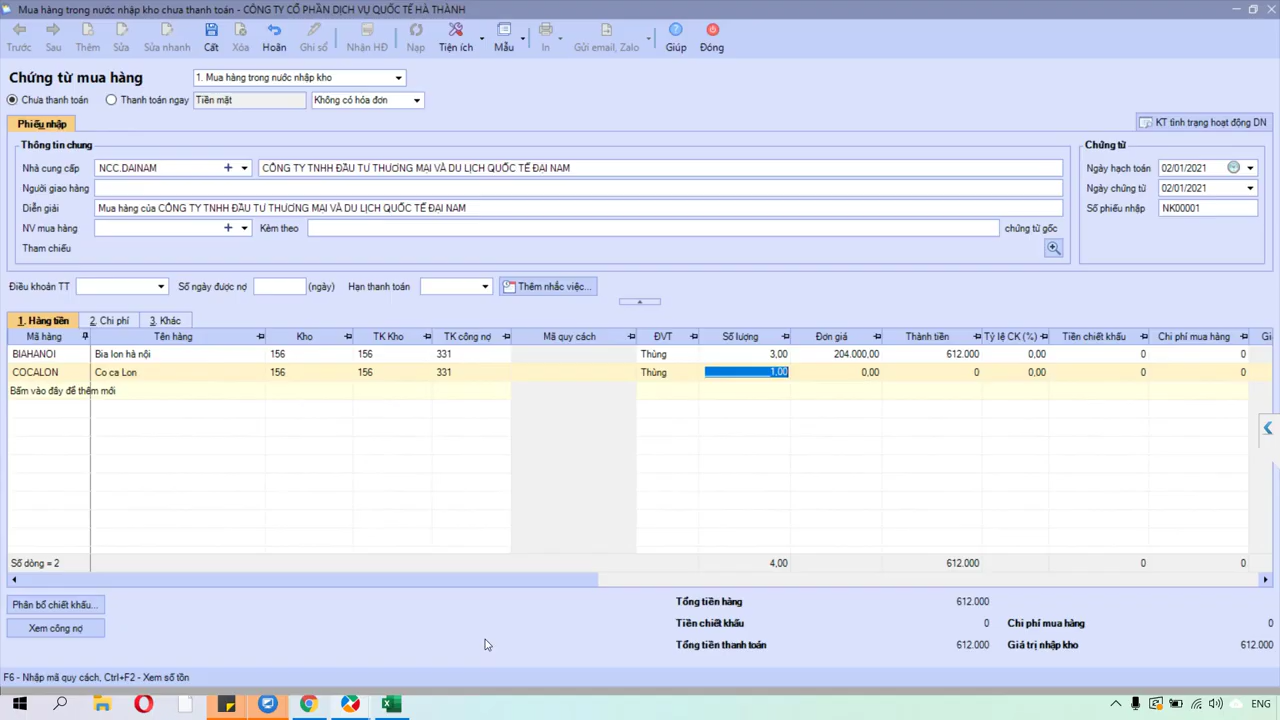 Mua hàng trong nước nhập kho chưa thanh toán - CÔNG TY CỔ PHẦN DỊCH VỤ QUỐC TẾ HÀ THÀNH
Trước Sau Thêm Sửa Sửa nhanh Cất Xóa Hoãn Ghi sổ Nhận HĐ Nạp Tiện ích Mẫu In Gửi email, Zalo Giúp Đóng
Chứng từ mua hàng 1. Mua hàng trong nước nhập kho
Chưa thanh toán Thanh toán ngay Tiền mặt Không có hóa đơn
Phiếu nhập KT tình trạng hoạt động DN
Thông tin chung Chứng từ
Nhà cung cấp NCC.DAINAM CÔNG TY TNHH ĐẦU TƯ THƯƠNG MẠI VÀ DU LỊCH QUỐC TẾ ĐẠI NAM Ngày hạch toán 02/01/2021
Người giao hàng Ngày chứng từ 02/01/2021
Diễn giải Mua hàng của CÔNG TY TNHH ĐẦU TƯ THƯƠNG MẠI VÀ DU LỊCH QUỐC TẾ ĐẠI NAM Số phiếu nhập NK00001
NV mua hàng Kèm theo chứng từ gốc
Tham chiếu
Điều khoản TT Số ngày được nợ (ngày) Hạn thanh toán Thêm nhắc việc...
1. Hàng tiền 2. Chi phí 3. Khác
Mã hàng Tên hàng Kho TK Kho TK công nợ Mã quy cách ĐVT Số lượng Đơn giá Thành tiền Tỷ lệ CK (%) Tiền chiết khấu Chi phí mua hàng Gi
BIAHANOI Bia lon hà nội 156 156 331 Thùng 3,00 204.000,00 612.000 0,00 0 0
COCALON Co ca Lon 156 156 331 Thùng 1,00 0,00 0 0,00 0 0
Bấm vào đây để thêm mới
Số dòng = 2 4,00 612.000 0 0
Phân bổ chiết khấu... Tổng tiền hàng 612.000
Xem công nợ Tiền chiết khấu 0 Chi phí mua hàng 0
Tổng tiền thanh toán 612.000 Giá trị nhập kho 612.000
F6 - Nhập mã quy cách, Ctrl+F2 - Xem số tồn
ENG